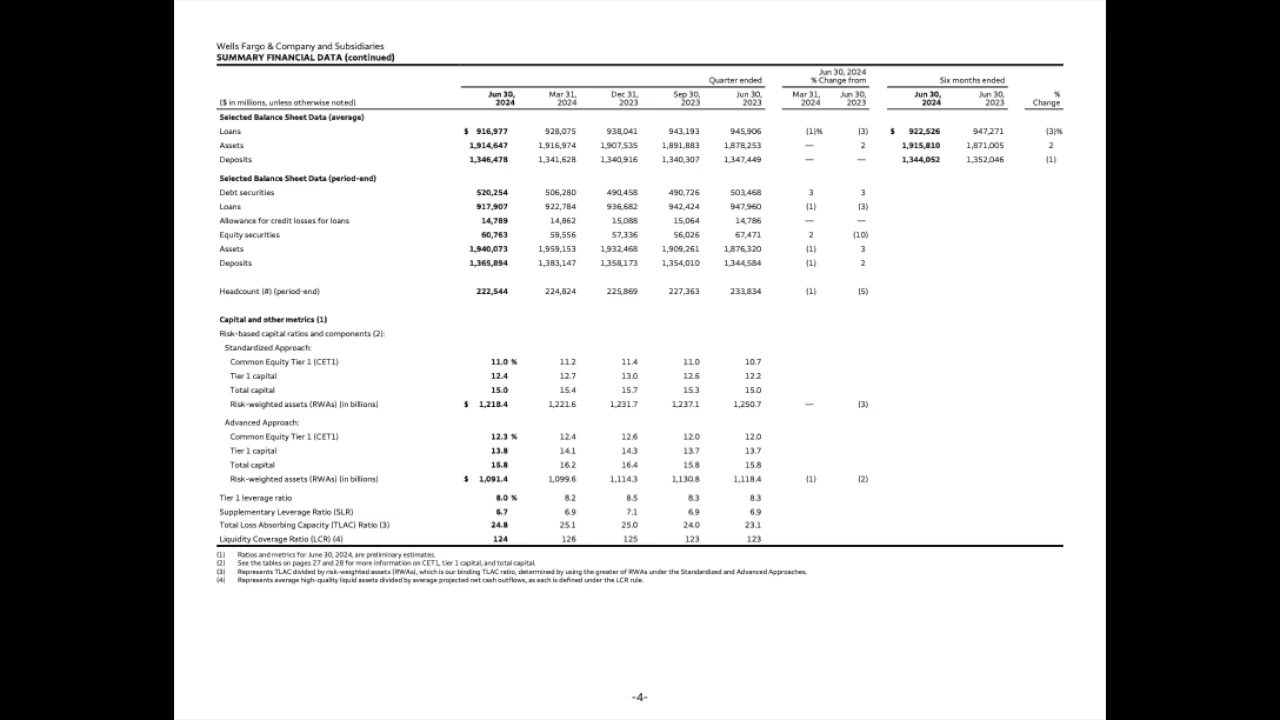 Wells Fargo & Company and Subsidiaries
SUMMARY FINANCIAL DATA (continued)
Quarter ended Jun 30, 2024 % Change from Six months ended
($ in millions, unless otherwise noted) Jun 30, 2024 Mar 31, 2024 Dec 31, 2023 Sep 30, 2023 Jun 30, 2023 Mar 31, 2024 Jun 30, 2023 Jun 30, 2024 Jun 30, 2023 % Change
Selected Balance Sheet Data (average)
Loans $ 916,977 928,075 938,041 943,193 945,906 (1)% (3) $ 922,526 947,271 (3)%
Assets 1,914,647 1,916,974 1,907,535 1,891,883 1,878,253 — 2 1,915,810 1,871,005 2
Deposits 1,346,478 1,341,628 1,340,916 1,340,307 1,347,449 — — 1,344,052 1,352,046 (1)
Selected Balance Sheet Data (period-end)
Debt securities 520,254 506,280 490,458 490,726 503,468 3 3
Loans 917,907 922,784 936,682 942,424 947,960 (1) (3)
Allowance for credit losses for loans 14,789 14,862 15,088 15,064 14,786 — —
Equity securities 60,763 59,556 57,336 56,026 67,471 2 (10)
Assets 1,940,073 1,959,153 1,932,468 1,909,261 1,876,320 (1) 3
Deposits 1,365,894 1,383,147 1,358,173 1,354,010 1,344,584 (1) 2
Headcount (#) (period-end) 222,544 224,824 225,869 227,363 233,834 (1) (5)
Capital and other metrics (1)
Risk-based capital ratios and components (2):
Standardized Approach:
Common Equity Tier 1 (CET1) 11.0 % 11.2 11.4 11.0 10.7
Tier 1 capital 12.4 12.7 13.0 12.6 12.2
Total capital 15.0 15.4 15.7 15.3 15.0
Risk-weighted assets (RWAs) (in billions) $ 1,218.4 1,221.6 1,231.7 1,237.1 1,250.7 — (3)
Advanced Approach:
Common Equity Tier 1 (CET1) 12.3 % 12.4 12.6 12.0 12.0
Tier 1 capital 13.8 14.1 14.3 13.7 13.7
Total capital 15.8 16.2 16.4 15.8 15.8
Risk-weighted assets (RWAs) (in billions) $ 1,091.4 1,099.6 1,114.3 1,130.8 1,118.4 (1) (2)
Tier 1 leverage ratio 8.0 % 8.2 8.5 8.3 8.3
Supplementary Leverage Ratio (SLR) 6.7 6.9 7.1 6.9 6.9
Total Loss Absorbing Capacity (TLAC) Ratio (3) 24.8 25.1 25.0 24.0 23.1
Liquidity Coverage Ratio (LCR) (4) 124 126 125 123 123
(1) Ratios and metrics for June 30, 2024, are preliminary estimates.
(2) See the tables on pages 27 and 28 for more information on CET1, tier 1 capital, and total capital.
(3) Represents TLAC divided by risk-weighted assets (RWAs), which is our binding TLAC ratio, determined by using the greater of RWAs under the Standardized and Advanced Approaches.
(4) Represents average high-quality liquid assets divided by average projected net cash outflows, as each is defined under the LCR rule.
-4-